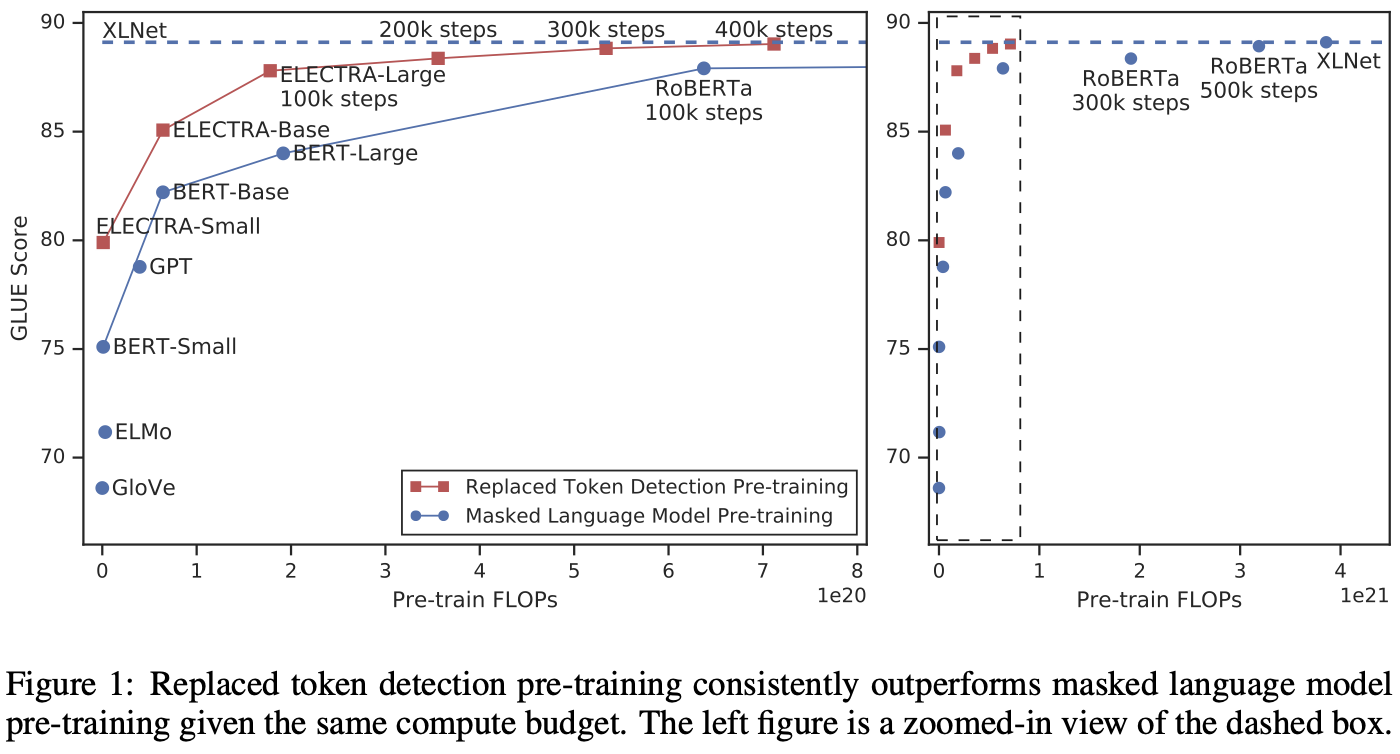 90
85
80
75
70
GLUE Score
XLNet
200k steps
300k steps
400k steps
ELECTRA-Large
100k steps
RoBERTa
100k steps
ELECTRA-Base
BERT-Large
BERT-Base
ELECTRA-Small
GPT
BERT-Small
ELMo
GloVe
Replaced Token Detection Pre-training
Masked Language Model Pre-training
0 1 2 3 4 5 6 7 8
Pre-train FLOPs
1e20
90
85
80
75
70
RoBERTa
300k steps
RoBERTa
500k steps
XLNet
0 1 2 3 4
Pre-train FLOPs
1e21
Figure 1: Replaced token detection pre-training consistently outperforms masked language model
pre-training given the same compute budget. The left figure is a zoomed-in view of the dashed box.